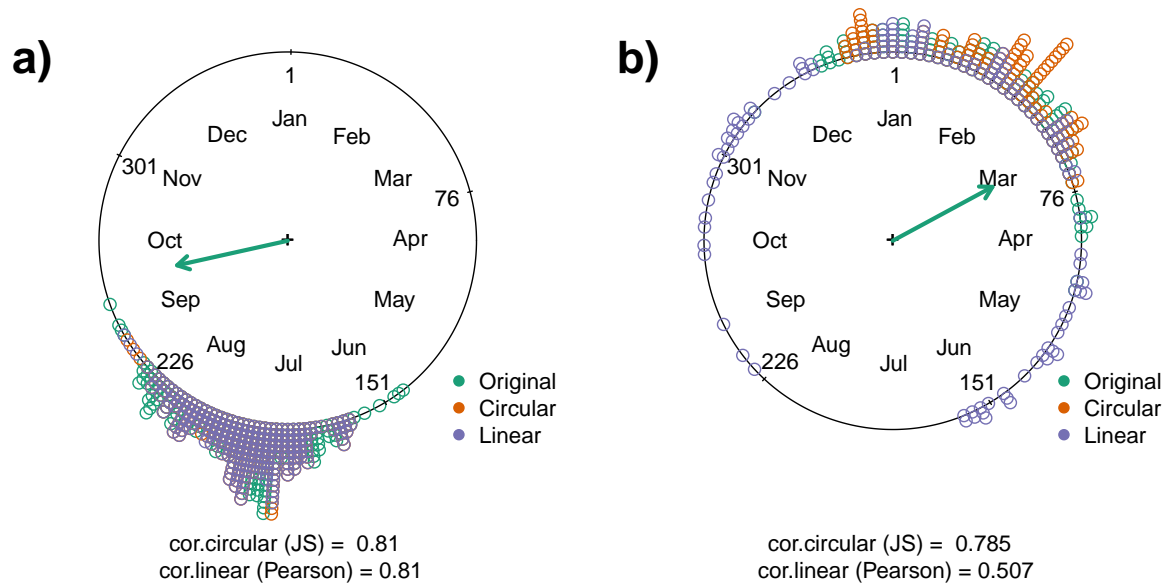 a)
1
Jan
Feb
Mar
76
Apr
May
Jun
151
Jul
Aug
226
Sep
Oct
Nov
301
Dec
Original
Circular
Linear
cor.circular (JS) = 0.81
cor.linear (Pearson) = 0.81
b)
1
Jan
Feb
Mar
76
Apr
May
Jun
151
Jul
Aug
226
Sep
Oct
Nov
301
Dec
Original
Circular
Linear
cor.circular (JS) = 0.785
cor.linear (Pearson) = 0.507